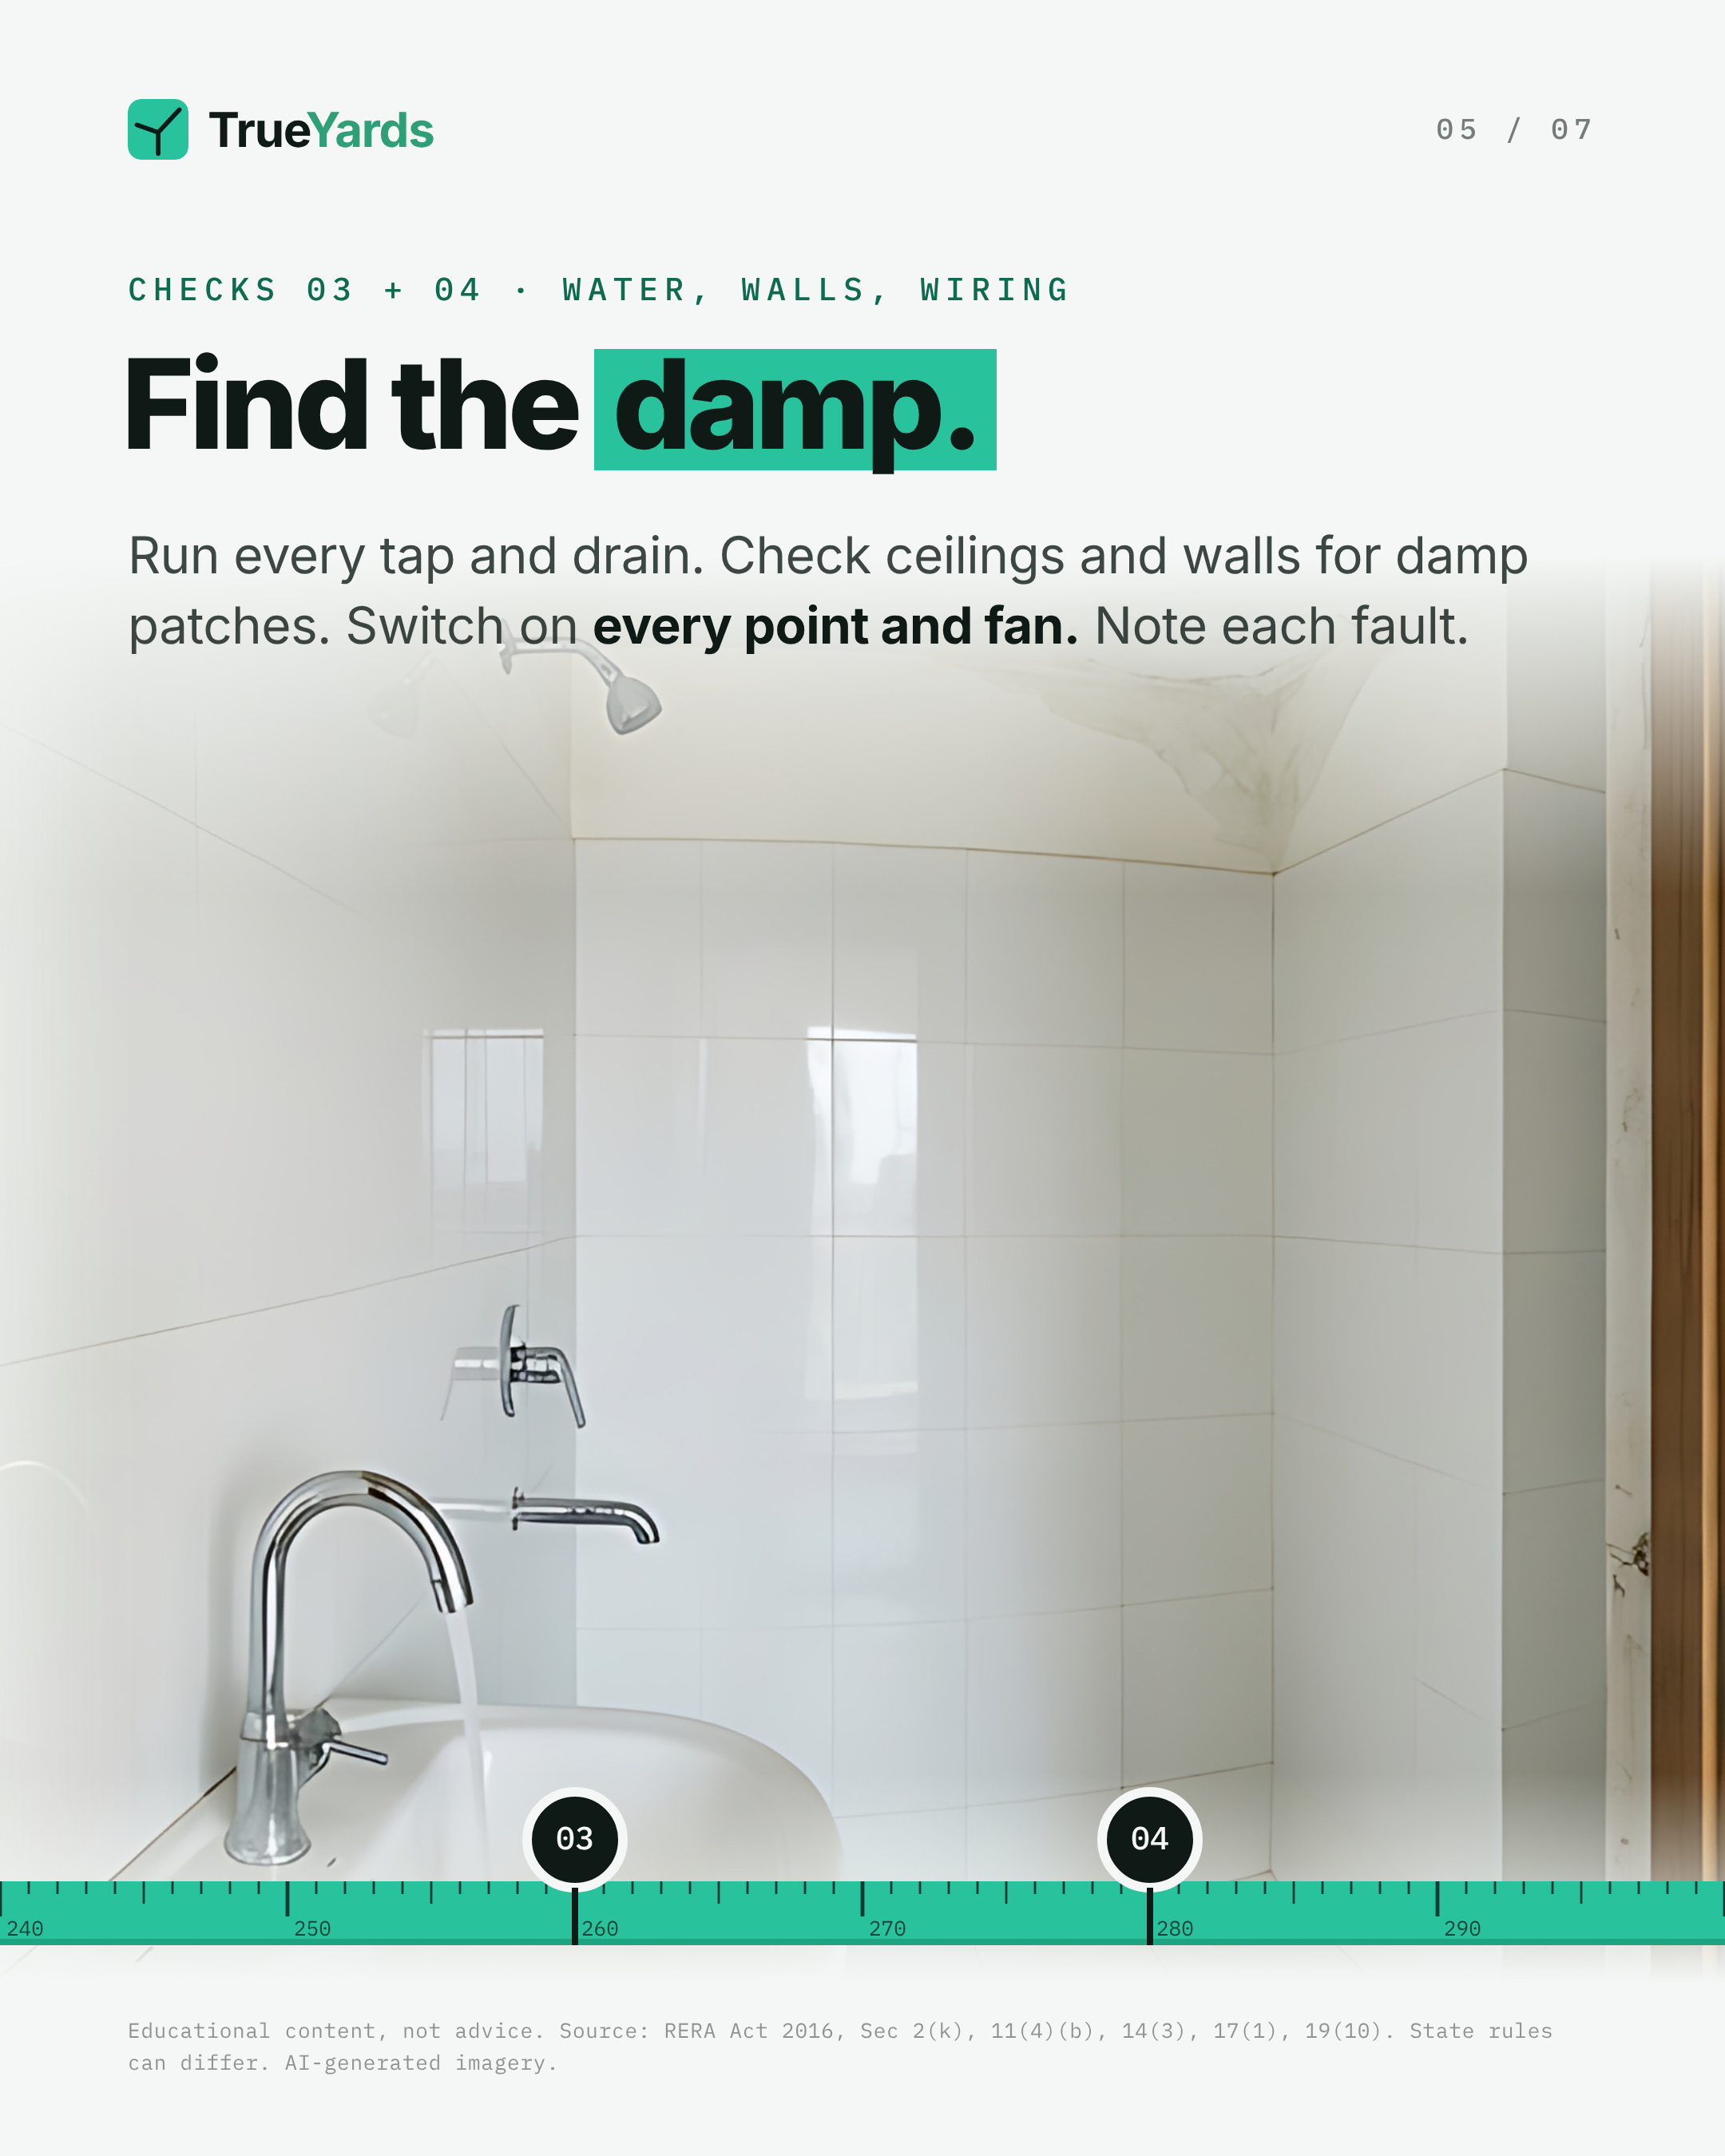 TrueYards
05 / 07
CHECKS 03 + 04 · WATER, WALLS, WIRING
Find the damp.
Run every tap and drain. Check ceilings and walls for damp
patches. Switch on every point and fan. Note each fault.
03
04
240
250
260
270
280
290
Educational content, not advice. Source: RERA Act 2016, Sec 2(k), 11(4)(b), 14(3), 17(1), 19(10). State rules
can differ. AI-generated imagery.